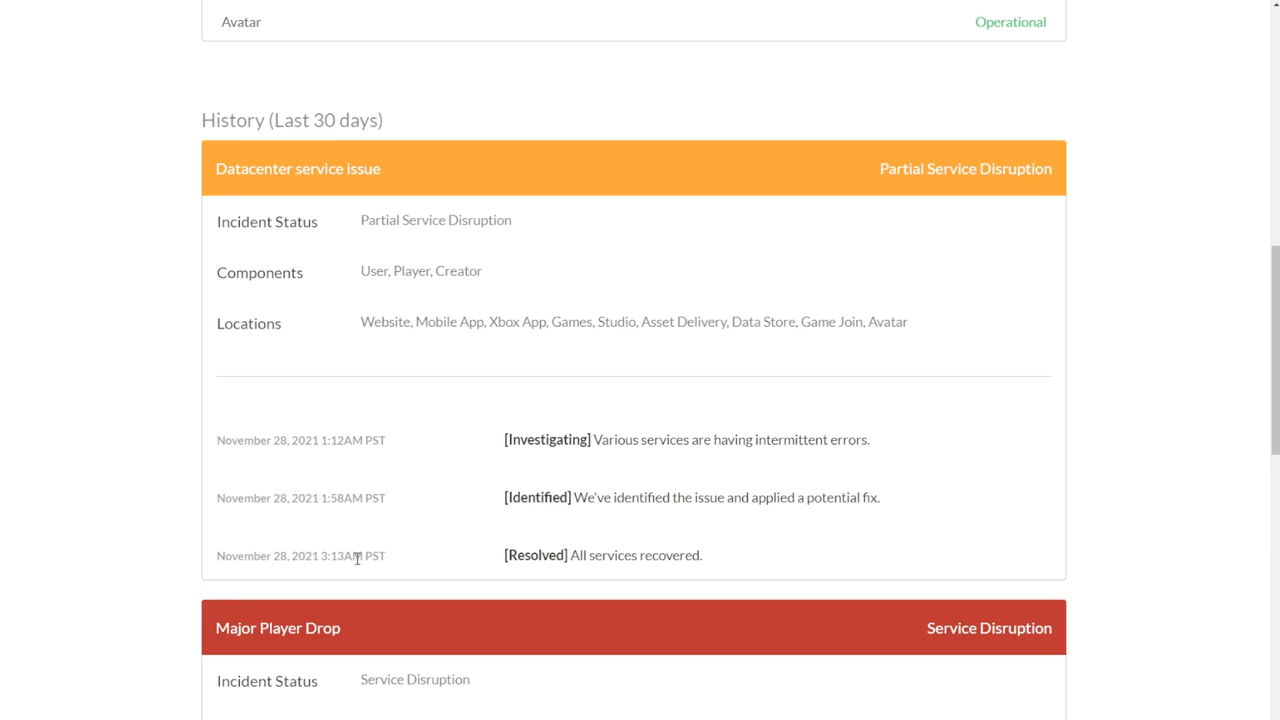 Avatar Operational
History (Last 30 days)
Datacenter service issue Partial Service Disruption
Incident Status Partial Service Disruption
Components User, Player, Creator
Locations Website, Mobile App, Xbox App, Games, Studio, Asset Delivery, Data Store, Game Join, Avatar
November 28, 2021 1:12AM PST [Investigating] Various services are having intermittent errors.
November 28, 2021 1:58AM PST [Identified] We've identified the issue and applied a potential fix.
November 28, 2021 3:13AM PST [Resolved] All services recovered.
Major Player Drop Service Disruption
Incident Status Service Disruption